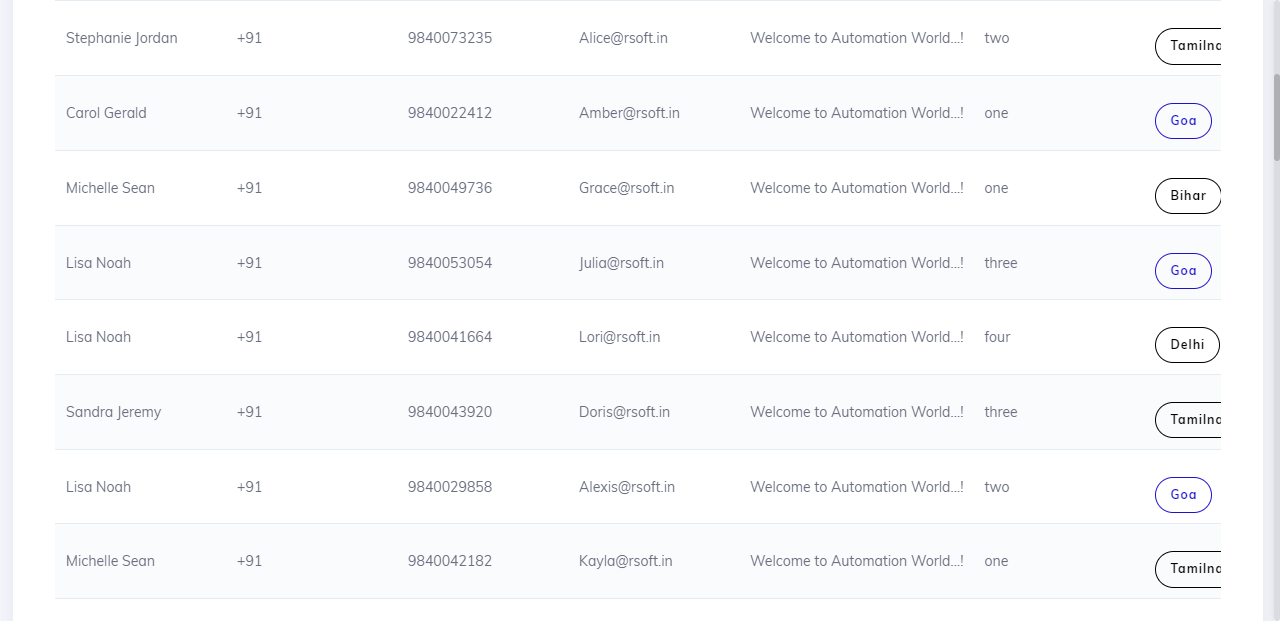 Stephanie Jordan +91 9840073235 Alice@rsoft.in Welcome to Automation World...! two
Carol Gerald +91 9840022412 Amber@rsoft.in Welcome to Automation World...! one Goa
Michelle Sean +91 9840049736 Grace@rsoft.in Welcome to Automation World...! one Bihar
Lisa Noah +91 9840053054 Julia@rsoft.in Welcome to Automation World...! three Goa
Lisa Noah +91 9840041664 Lori@rsoft.in Welcome to Automation World...! four Delhi
Sandra Jeremy +91 9840043920 Doris@rsoft.in Welcome to Automation World...! three
Lisa Noah +91 9840029858 Alexis@rsoft.in Welcome to Automation World...! two Goa
Michelle Sean +91 9840042182 Kayla@rsoft.in Welcome to Automation World...! one